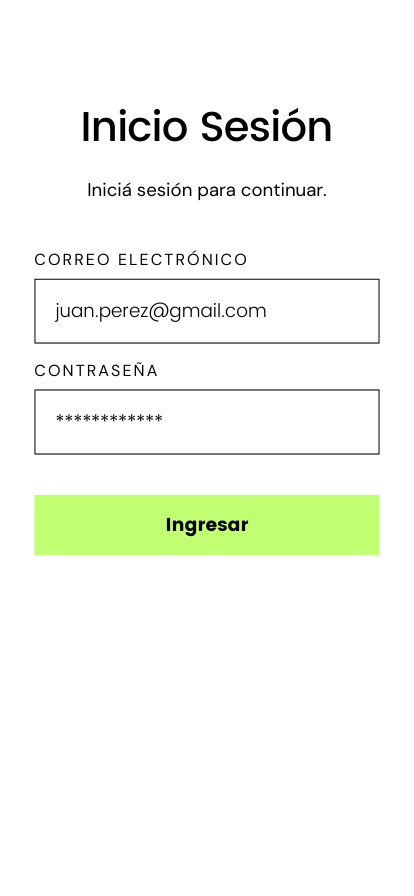 Inicio Sesión
Iniciá sesión para continuar.
CORREO ELECTRÓNICO
juan.perez@gmail.com
CONTRASEÑA
************
Ingresar